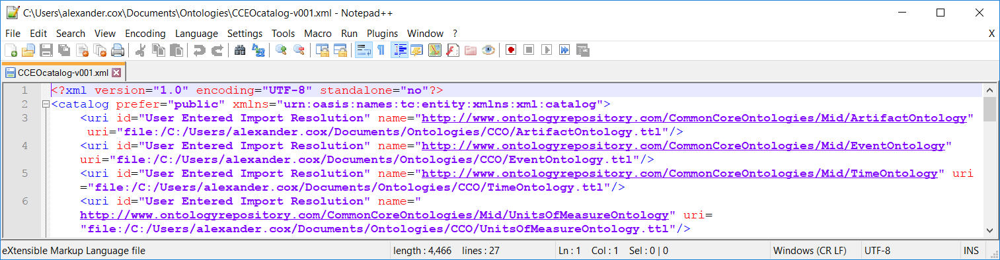 C:\Users\alexander.cox\Documents\Ontologies\CCEOcatalog-v001.xml - Notepad++
File Edit Search View Encoding Language Settings Tools Macro Run Plugins Window ? X
CCEOcatalog-v001.xml
1 <?xml version="1.0" encoding="UTF-8" standalone="no"?>
2 <catalog prefer="public" xmlns="urn:oasis:names:tc:entity:xmlns:xml:catalog">
3 <uri id="User Entered Import Resolution" name="http://www.ontologyrepository.com/CommonCoreOntologies/Mid/ArtifactOntology"
uri="file:/C:/Users/alexander.cox/Documents/Ontologies/CCO/ArtifactOntology.ttl"/>
4 <uri id="User Entered Import Resolution" name="http://www.ontologyrepository.com/CommonCoreOntologies/Mid/EventOntology"
uri="file:/C:/Users/alexander.cox/Documents/Ontologies/CCO/EventOntology.ttl"/>
5 <uri id="User Entered Import Resolution" name="http://www.ontologyrepository.com/CommonCoreOntologies/Mid/TimeOntology" uri
="file:/C:/Users/alexander.cox/Documents/Ontologies/CCO/TimeOntology.ttl"/>
6 <uri id="User Entered Import Resolution" name="
http://www.ontologyrepository.com/CommonCoreOntologies/Mid/UnitsOfMeasureOntology" uri=
"file:/C:/Users/alexander.cox/Documents/Ontologies/CCO/UnitsOfMeasureOntology.ttl"/>
eXtensible Markup Language file length : 4,466 lines : 27 Ln : 1 Col : 1 Sel : 0 | 0 Windows (CR LF) UTF-8 INS